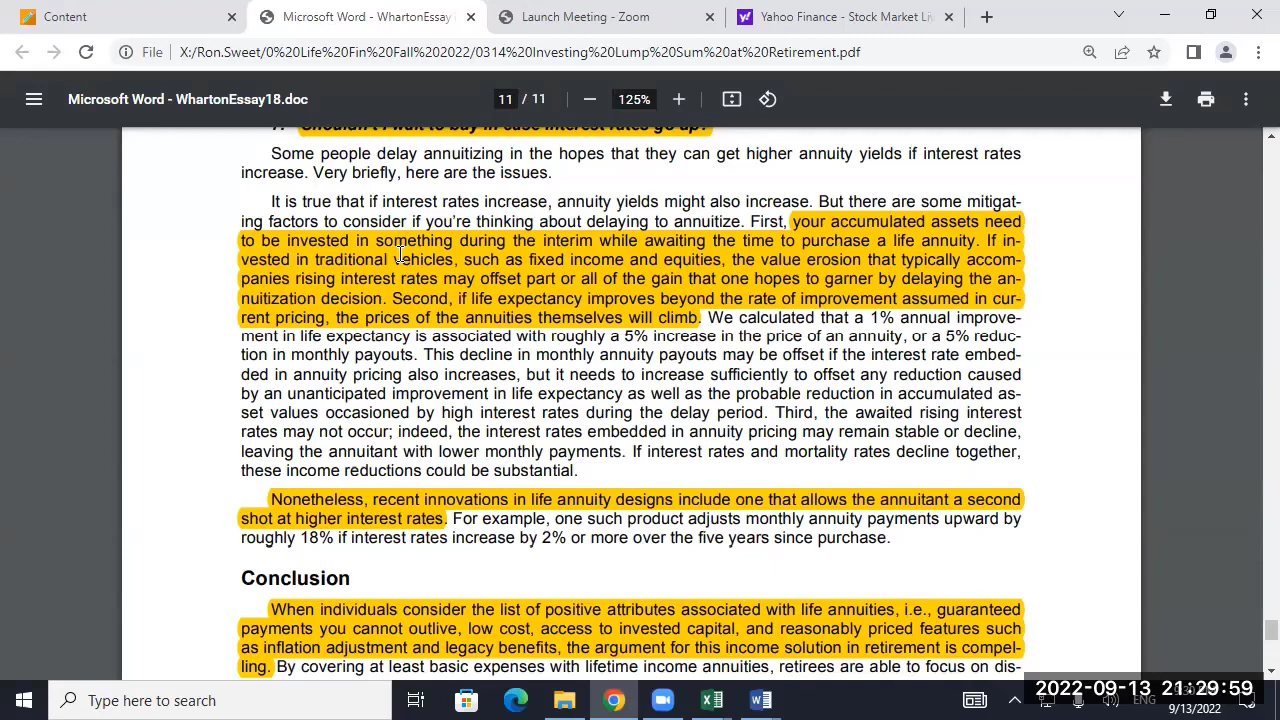 Content
Microsoft Word - WhartonEssay
Launch Meeting - Zoom
Yahoo Finance - Stock Market Li
File
X:/Ron.Sweet/0%20Life%20Fin%20Fall%202022/0314%20Investing%20Lump%20Sum%20at%20Retirement.pdf
Microsoft Word - WhartonEssay18.doc
11 / 11
125%
7. Shouldn't I wait to buy in case interest rates go up?
Some people delay annuitizing in the hopes that they can get higher annuity yields if interest rates
increase. Very briefly, here are the issues.
It is true that if interest rates increase, annuity yields might also increase. But there are some mitigat-
ing factors to consider if you're thinking about delaying to annuitize. First, your accumulated assets need
to be invested in something during the interim while awaiting the time to purchase a life annuity. If in-
vested in traditional vehicles, such as fixed income and equities, the value erosion that typically accom-
panies rising interest rates may offset part or all of the gain that one hopes to garner by delaying the an-
nuitization decision. Second, if life expectancy improves beyond the rate of improvement assumed in cur-
rent pricing, the prices of the annuities themselves will climb. We calculated that a 1% annual improve-
ment in life expectancy is associated with roughly a 5% increase in the price of an annuity, or a 5% reduc-
tion in monthly payouts. This decline in monthly annuity payouts may be offset if the interest rate embed-
ded in annuity pricing also increases, but it needs to increase sufficiently to offset any reduction caused
by an unanticipated improvement in life expectancy as well as the probable reduction in accumulated as-
set values occasioned by high interest rates during the delay period. Third, the awaited rising interest
rates may not occur; indeed, the interest rates embedded in annuity pricing may remain stable or decline,
leaving the annuitant with lower monthly payments. If interest rates and mortality rates decline together,
these income reductions could be substantial.
Nonetheless, recent innovations in life annuity designs include one that allows the annuitant a second
shot at higher interest rates. For example, one such product adjusts monthly annuity payments upward by
roughly 18% if interest rates increase by 2% or more over the five years since purchase.
Conclusion
When individuals consider the list of positive attributes associated with life annuities, i.e., guaranteed
payments you cannot outlive, low cost, access to invested capital, and reasonably priced features such
as inflation adjustment and legacy benefits, the argument for this income solution in retirement is compel-
ling. By covering at least basic expenses with lifetime income annuities, retirees are able to focus on dis-
Type here to search
2022-09-13 21:29:59
ENG
9/13/2022